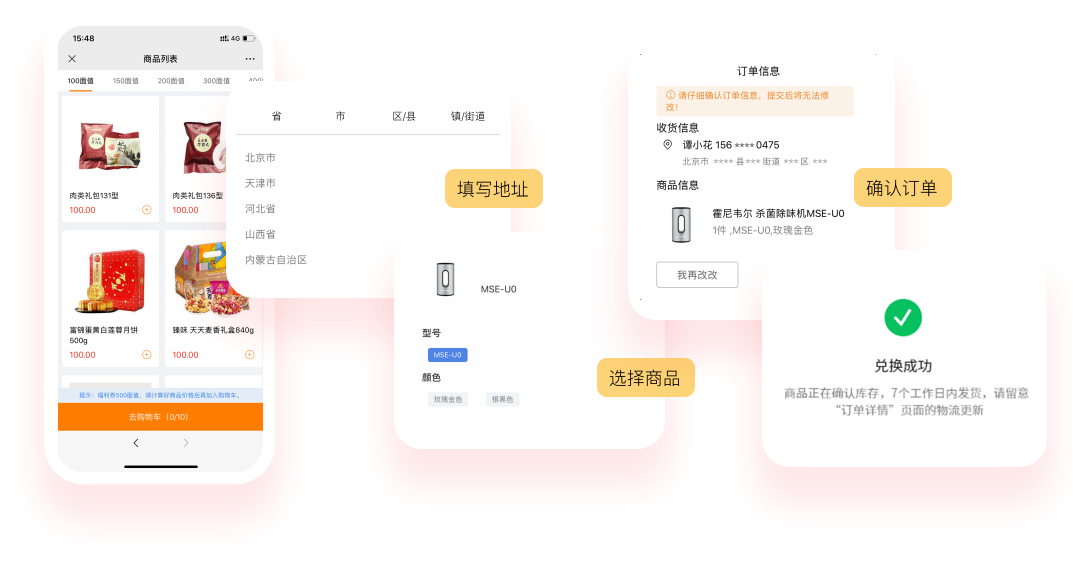 15:48
4G
商品列表
100面值 150面值 200面值 300面值
肉类礼包131型
100.00
肉类礼包136型
100.00
富锦蛋黄白莲蓉月饼
500g
100.00
臻味 天天麦香礼盒840g
100.00
提示：福利券500面值，请计算好商品价格后再加入购物车。
去购物车（0/10）
省 市 区/县 镇/街道
北京市
天津市
河北省
山西省
内蒙古自治区
填写地址
MSE-U0
型号
MSE-U0
颜色
玫瑰金色 银黑色
选择商品
订单信息
请仔细确认订单信息，提交后将无法修
改！
收货信息
谭小花 156 ****0475
北京市 **** 县 *** 街道 *** 区 ***
商品信息
霍尼韦尔 杀菌除味机MSE-U0
1件 ,MSE-U0,玫瑰金色
我再改改
确认订单
兑换成功
商品正在确认库存，7个工作日内发货，请留意
“订单详情”页面的物流更新